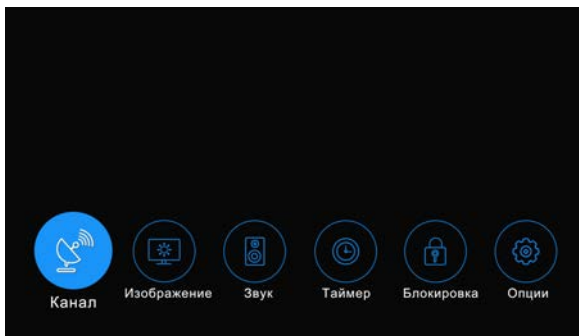 Канал
Изображение
Звук
Таймер
Блокировка
Опции